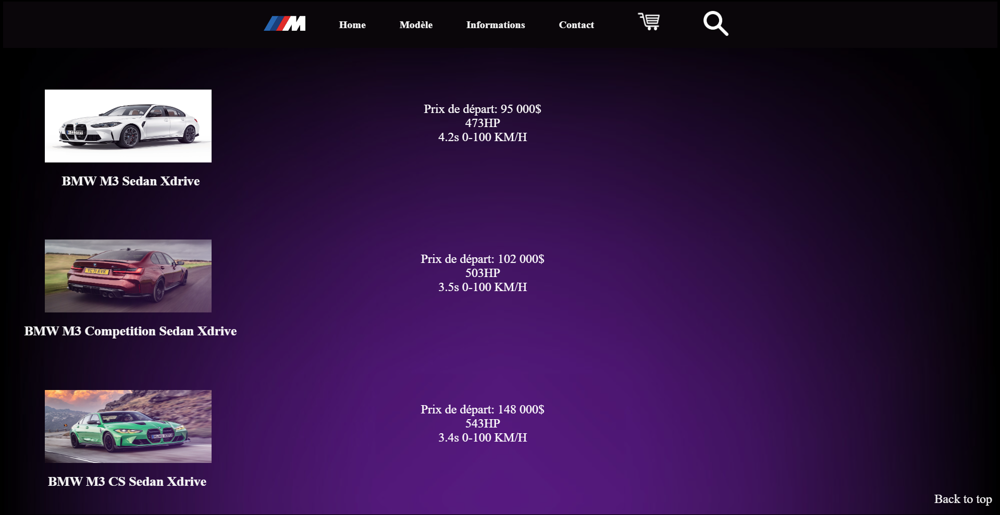 M
Home Modèle Informations Contact
Prix de départ: 95 000$
473HP
4.2s 0-100 KM/H
BMW M3 Sedan Xdrive
YC71 AVK
Prix de départ: 102 000$
503HP
3.5s 0-100 KM/H
BMW M3 Competition Sedan Xdrive
Prix de départ: 148 000$
543HP
3.4s 0-100 KM/H
BMW M3 CS Sedan Xdrive
Back to top